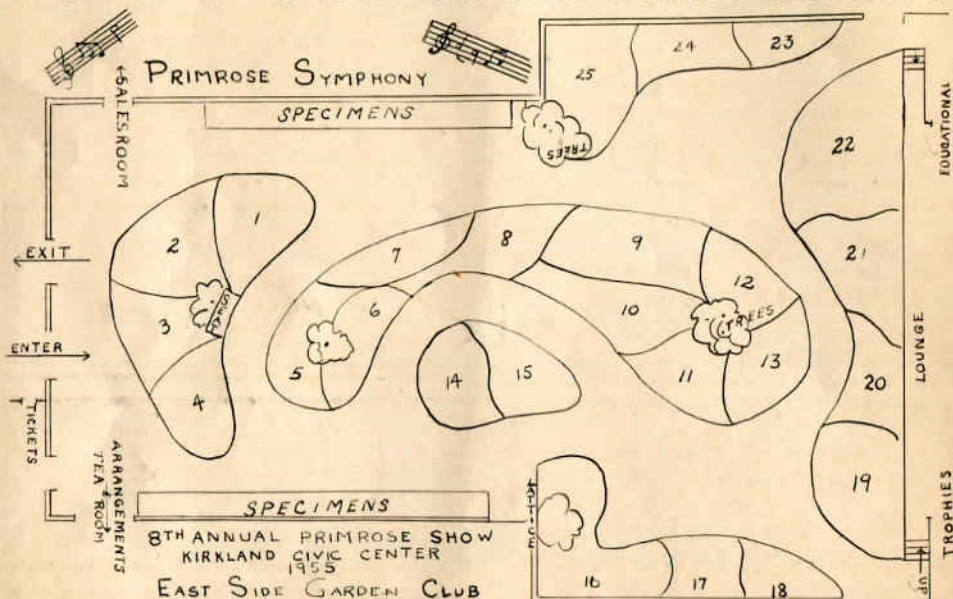 PRIMROSE SYMPHONY
←SALESROOM
SPECIMENS
25
24
23
TREES
22
EDUCATIONAL
1
2
3
4
EXIT
ENTER
TICKETS
7
8
9
12
6
5
10
TREES
11
13
14
15
21
20
19
LOUNGE
TROPHIES
UP
ARRANGEMENTS
TEA ROOM
SPECIMENS
16
17
18
8TH ANNUAL PRIMROSE SHOW
KIRKLAND CIVIC CENTER
1955
EAST SIDE GARDEN CLUB